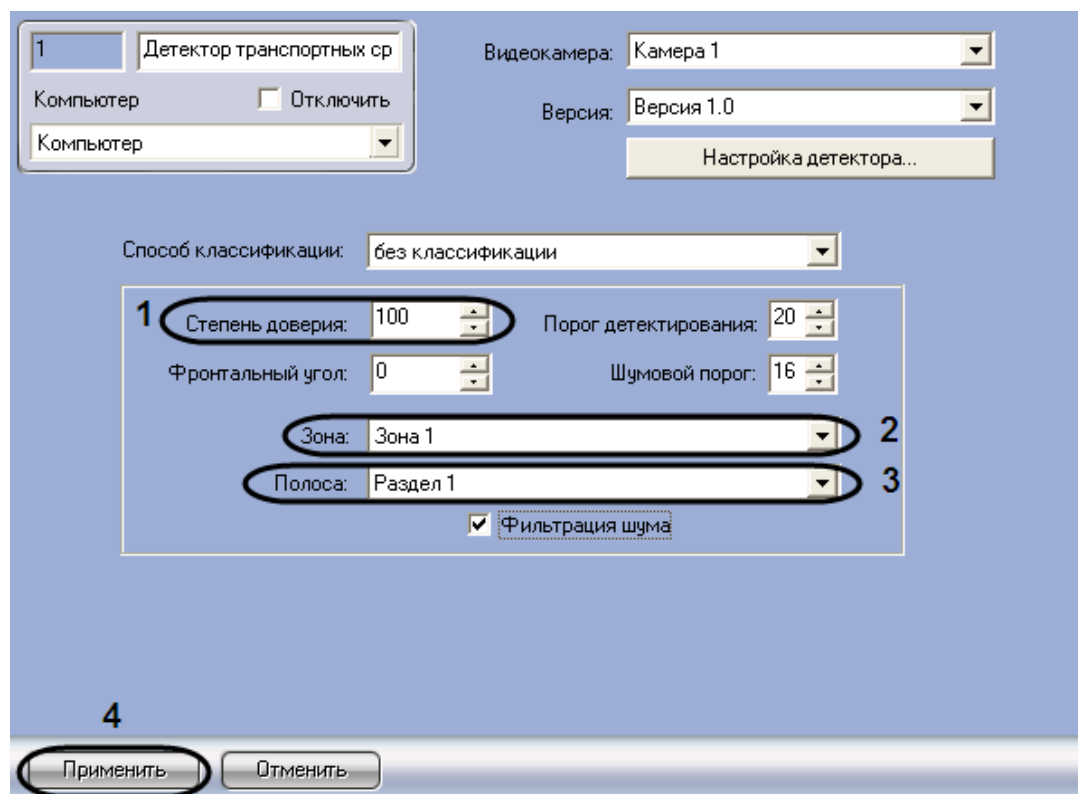 1 Детектор транспортных ср
Компьютер Отключить
Компьютер
Видеокамера: Камера 1
Версия: Версия 1.0
Настройка детектора...
Способ классификации: без классификации
1 Степень доверия: 100 Порог детектирования: 20
Фронтальный угол: 0 Шумовой порог: 16
Зона: Зона 1 2
Полоса: Раздел 1 3
Фильтрация шума
4
Применить Отменить